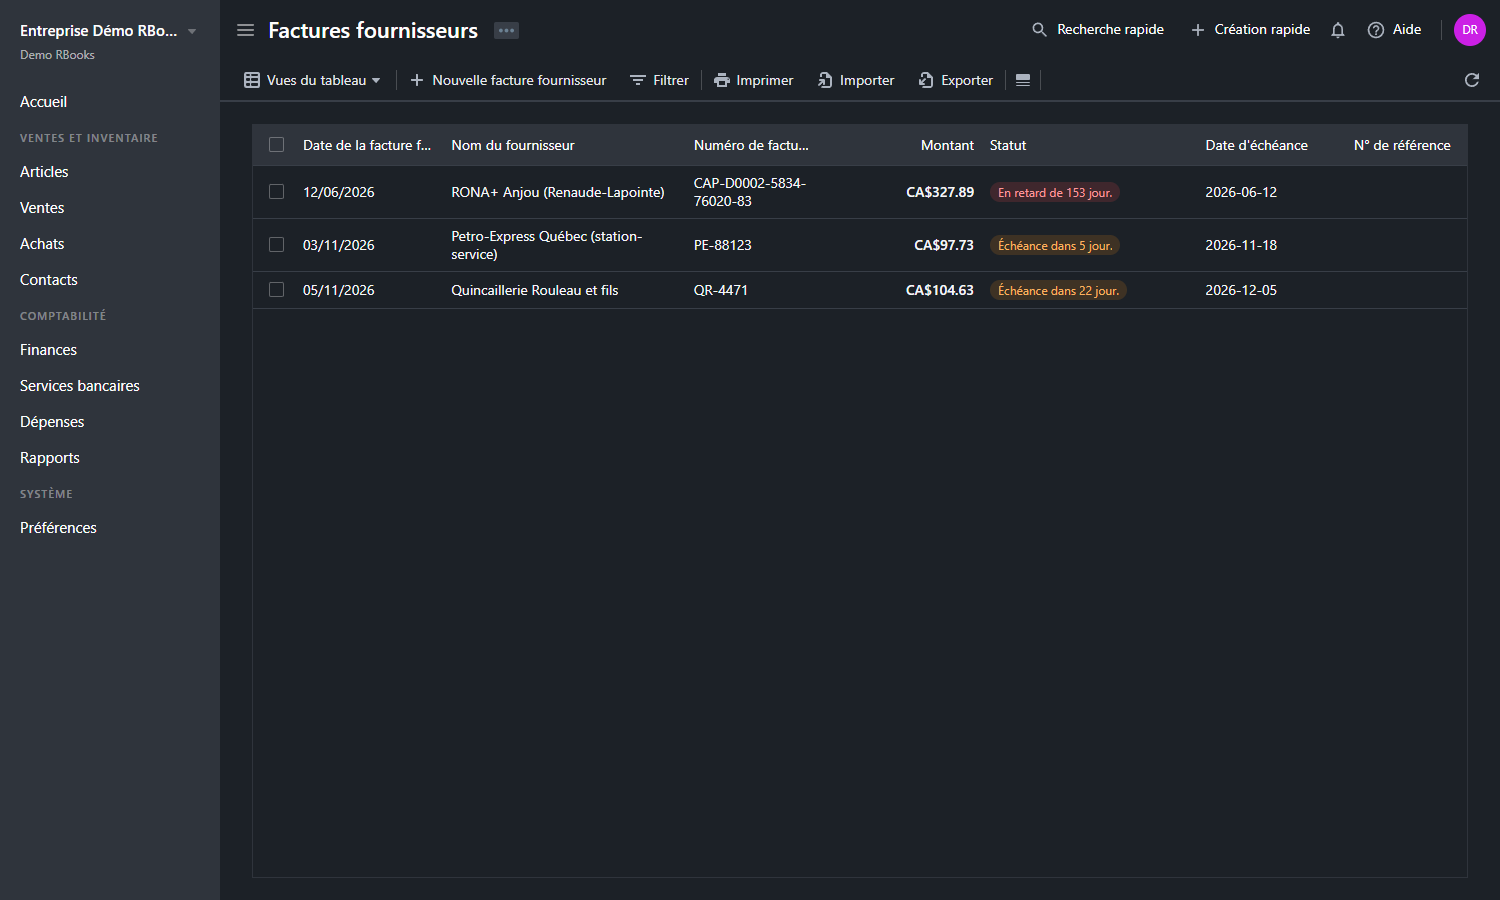 Entreprise Démo RBo...
Demo RBooks
Accueil
VENTES ET INVENTAIRE
Articles
Ventes
Achats
Contacts
COMPTABILITÉ
Finances
Services bancaires
Dépenses
Rapports
SYSTÈME
Préférences
Factures fournisseurs
Recherche rapide
Création rapide
Aide
DR
Vues du tableau
Nouvelle facture fournisseur
Filtrer
Imprimer
Importer
Exporter
Date de la facture f... Nom du fournisseur Numéro de factu... Montant Statut Date d'échéance N° de référence
12/06/2026 RONA+ Anjou (Renaude-Lapointe) CAP-D0002-5834-
76020-83 CA$327.89 En retard de 153 jour. 2026-06-12
03/11/2026 Petro-Express Québec (station-
service) PE-88123 CA$97.73 Échéance dans 5 jour. 2026-11-18
05/11/2026 Quincaillerie Rouleau et fils QR-4471 CA$104.63 Échéance dans 22 jour. 2026-12-05